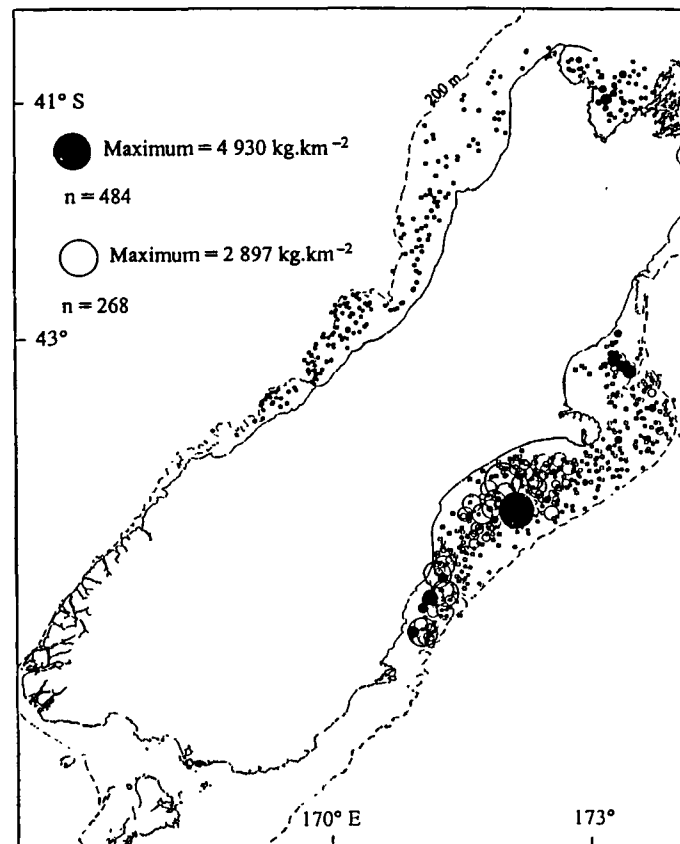 200 m
41° S
Maximum = 4 930 kg.km⁻²
n = 484
Maximum = 2 897 kg.km⁻²
n = 268
43°
170° E
173°